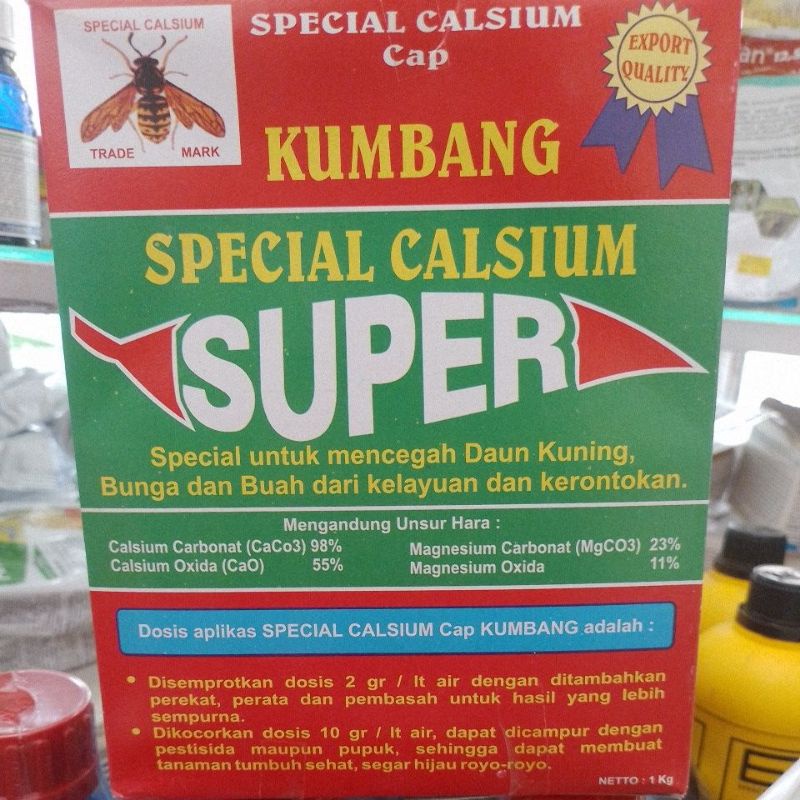 SPECIAL CALSIUM
TRADE MARK
SPECIAL CALSIUM
Cap
KUMBANG
EXPORT
QUALITY
SPECIAL CALSIUM
SUPER
Special untuk mencegah Daun Kuning,
Bunga dan Buah dari kelayuan dan kerontokan.
Mengandung Unsur Hara :
Calsium Carbonat (CaCo3) 98%
Calsium Oxida (CaO) 55%
Magnesium Carbonat (MgCO3) 23%
Magnesium Oxida 11%
Dosis aplikas SPECIAL CALSIUM Cap KUMBANG adalah :
• Disemprotkan dosis 2 gr / lt air dengan ditambahkan
perekat, perata dan pembasah untuk hasil yang lebih
sempurna.
• Dikocorkan dosis 10 gr / lt air, dapat dicampur dengan
pestisida maupun pupuk, sehingga dapat membuat
tanaman tumbuh sehat, segar hijau royo-royo.
NETTO : 1 Kg